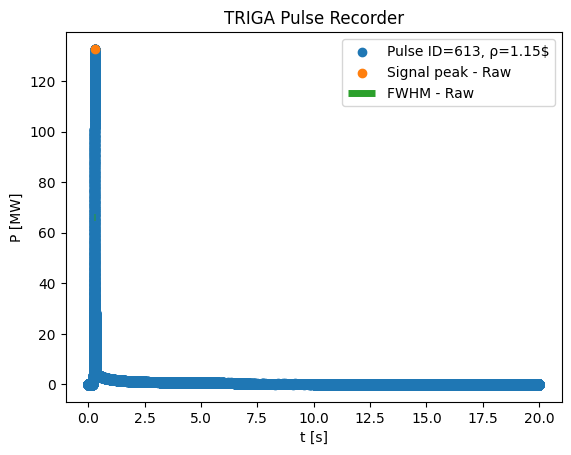 TRIGA Pulse Recorder
Pulse ID=613, ρ=1.15$
Signal peak - Raw
FWHM - Raw
P [MW]
120
100
80
60
40
20
0
0.0 2.5 5.0 7.5 10.0 12.5 15.0 17.5 20.0
t [s]